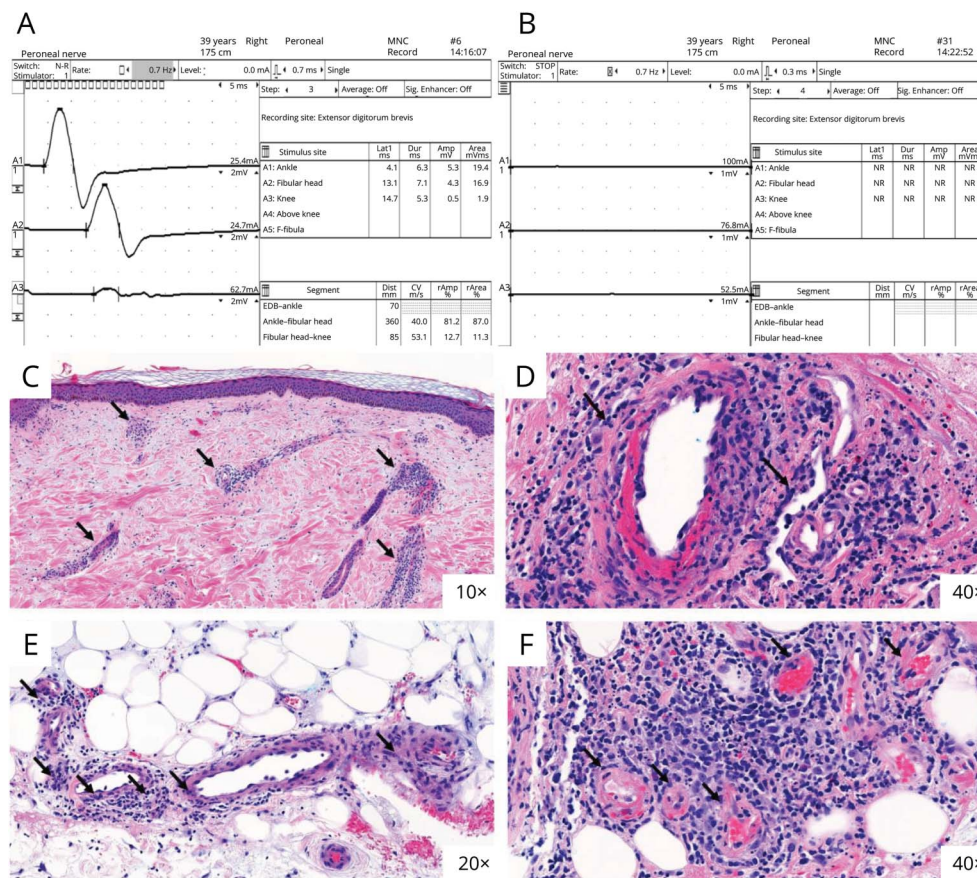 A
39 years Right Peroneal MNC #6
Peroneal nerve 175 cm Record 14:16:07
Switch: N-R Rate: 0.7 Hz Level: 0.0 mA 0.7 ms Single
Stimulator: 1
5 ms Step: 3 Average: Off Sig. Enhancer: Off
Recording site: Extensor digitorum brevis
Stimulus site Lat1 ms Dur ms Amp mV Area mVms
A1 1 25.4mA 2mV
A1: Ankle 4.1 6.3 5.3 19.4
A2: Fibular head 13.1 7.1 4.3 16.9
A3: Knee 14.7 5.3 0.5 1.9
A4: Above knee
A5: F-fibula
A2 1 24.7mA 2mV
A3 1 62.7mA 2mV
Segment Dist mm CV m/s rAmp % rArea %
EDB–ankle 70
Ankle–fibular head 360 40.0 81.2 87.0
Fibular head–knee 85 53.1 12.7 11.3
B
39 years Right Peroneal MNC #31
Peroneal nerve 175 cm Record 14:22:52
Switch: STOP Rate: 0.7 Hz Level: 0.0 mA 0.3 ms Single
Stimulator: 1
5 ms Step: 4 Average: Off Sig. Enhancer: Off
Recording site: Extensor digitorum brevis
Stimulus site Lat1 ms Dur ms Amp mV Area mVms
A1 1 100mA 1mV
A1: Ankle NR NR NR NR
A2: Fibular head NR NR NR NR
A3: Knee NR NR NR NR
A4: Above knee
A5: F-fibula
A2 1 76.8mA 1mV
A3 52.5mA 1mV
Segment Dist mm CV m/s rAmp % rArea %
EDB–ankle
Ankle–fibular head
Fibular head–knee
C
10×
D
40×
E
20×
F
40×